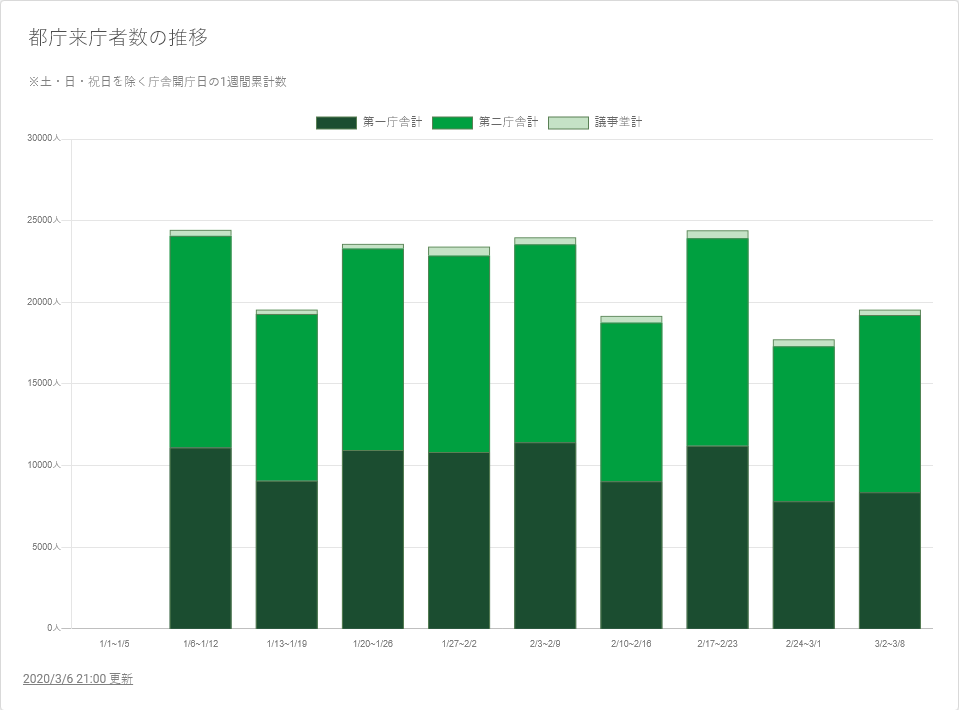 都庁来庁者数の推移
※土・日・祝日を除く庁舎開庁日の1週間累計数
第一庁舎計 第二庁舎計 議事堂計
30000人
25000人
20000人
15000人
10000人
5000人
0人
1/1~1/5 1/6~1/12 1/13~1/19 1/20~1/26 1/27~2/2 2/3~2/9 2/10~2/16 2/17~2/23 2/24~3/1 3/2~3/8
2020/3/6 21:00 更新